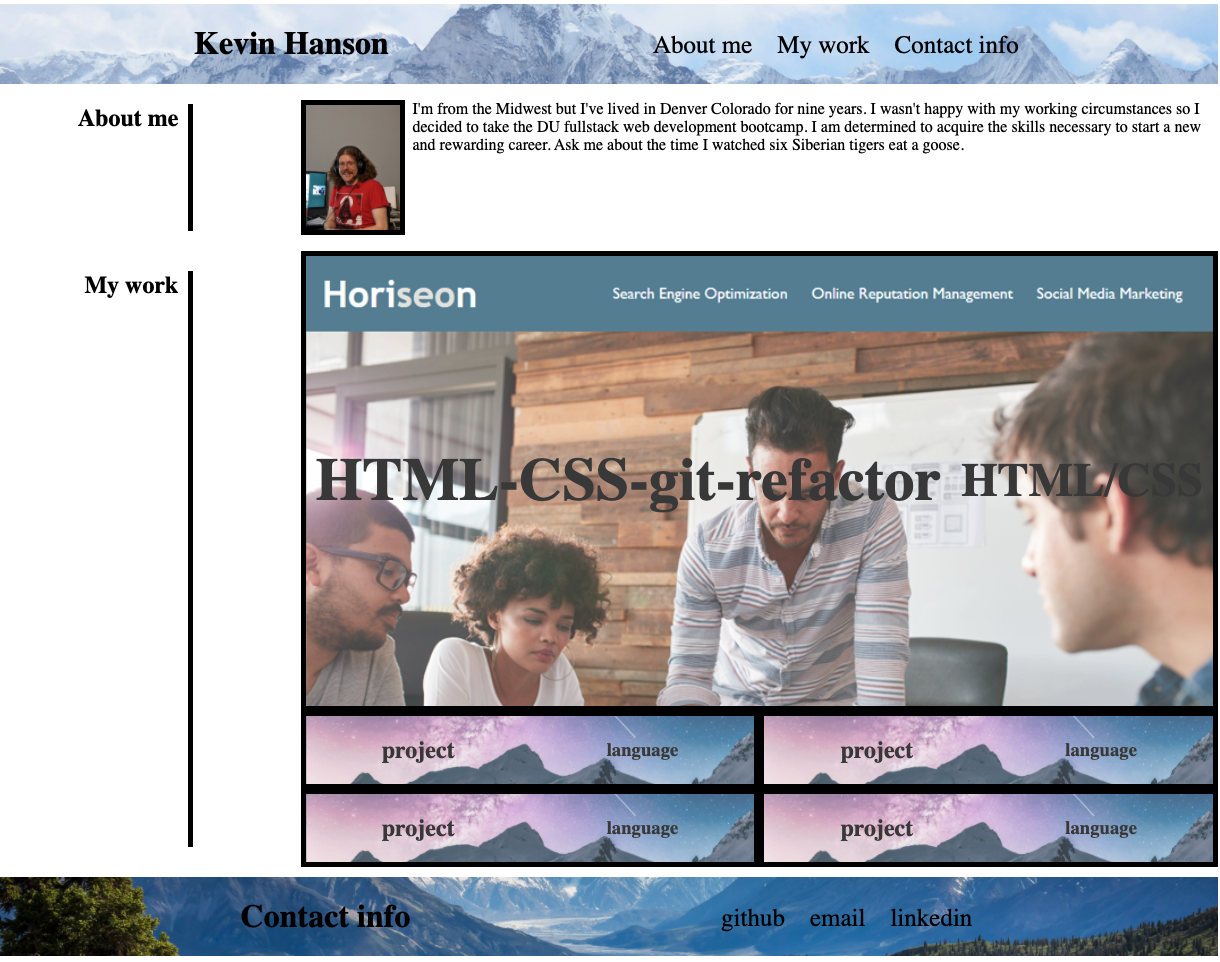 Kevin Hanson
About me My work Contact info
About me
I'm from the Midwest but I've lived in Denver Colorado for nine years. I wasn't happy with my working circumstances so I
decided to take the DU fullstack web development bootcamp. I am determined to acquire the skills necessary to start a new
and rewarding career. Ask me about the time I watched six Siberian tigers eat a goose.
My work
Horiseon
Search Engine Optimization Online Reputation Management Social Media Marketing
HTML-CSS-git-refactor HTML/CSS
project language
project language
project language
project language
Contact info
github email linkedin